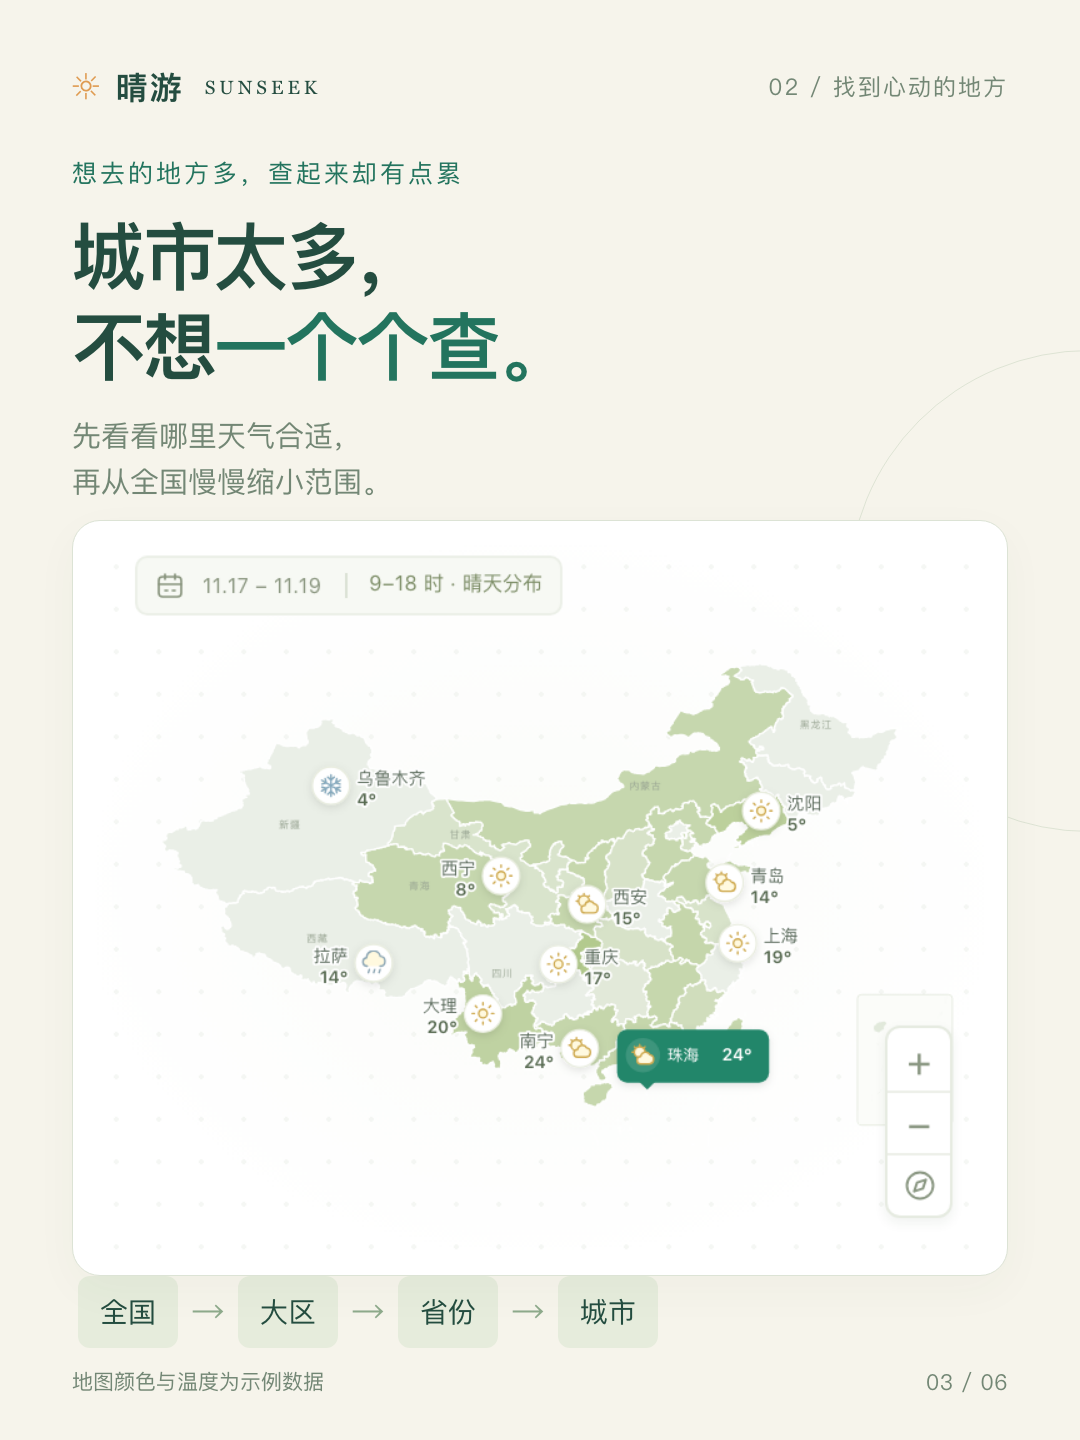 晴游 SUNSEEK
02 / 找到心动的地方
想去的地方多，查起来却有点累
城市太多，
不想一个个查。
先看看哪里天气合适，
再从全国慢慢缩小范围。
11.17 – 11.19 | 9–18 时 · 晴天分布
黑龙江
内蒙古
乌鲁木齐
4°
沈阳
5°
新疆
甘肃
西宁
8°
青海
青岛
14°
西安
15°
西藏
拉萨
14°
上海
19°
重庆
17°
四川
大理
20°
南宁
24°
珠海 24°
全国 → 大区 → 省份 → 城市
地图颜色与温度为示例数据
03 / 06